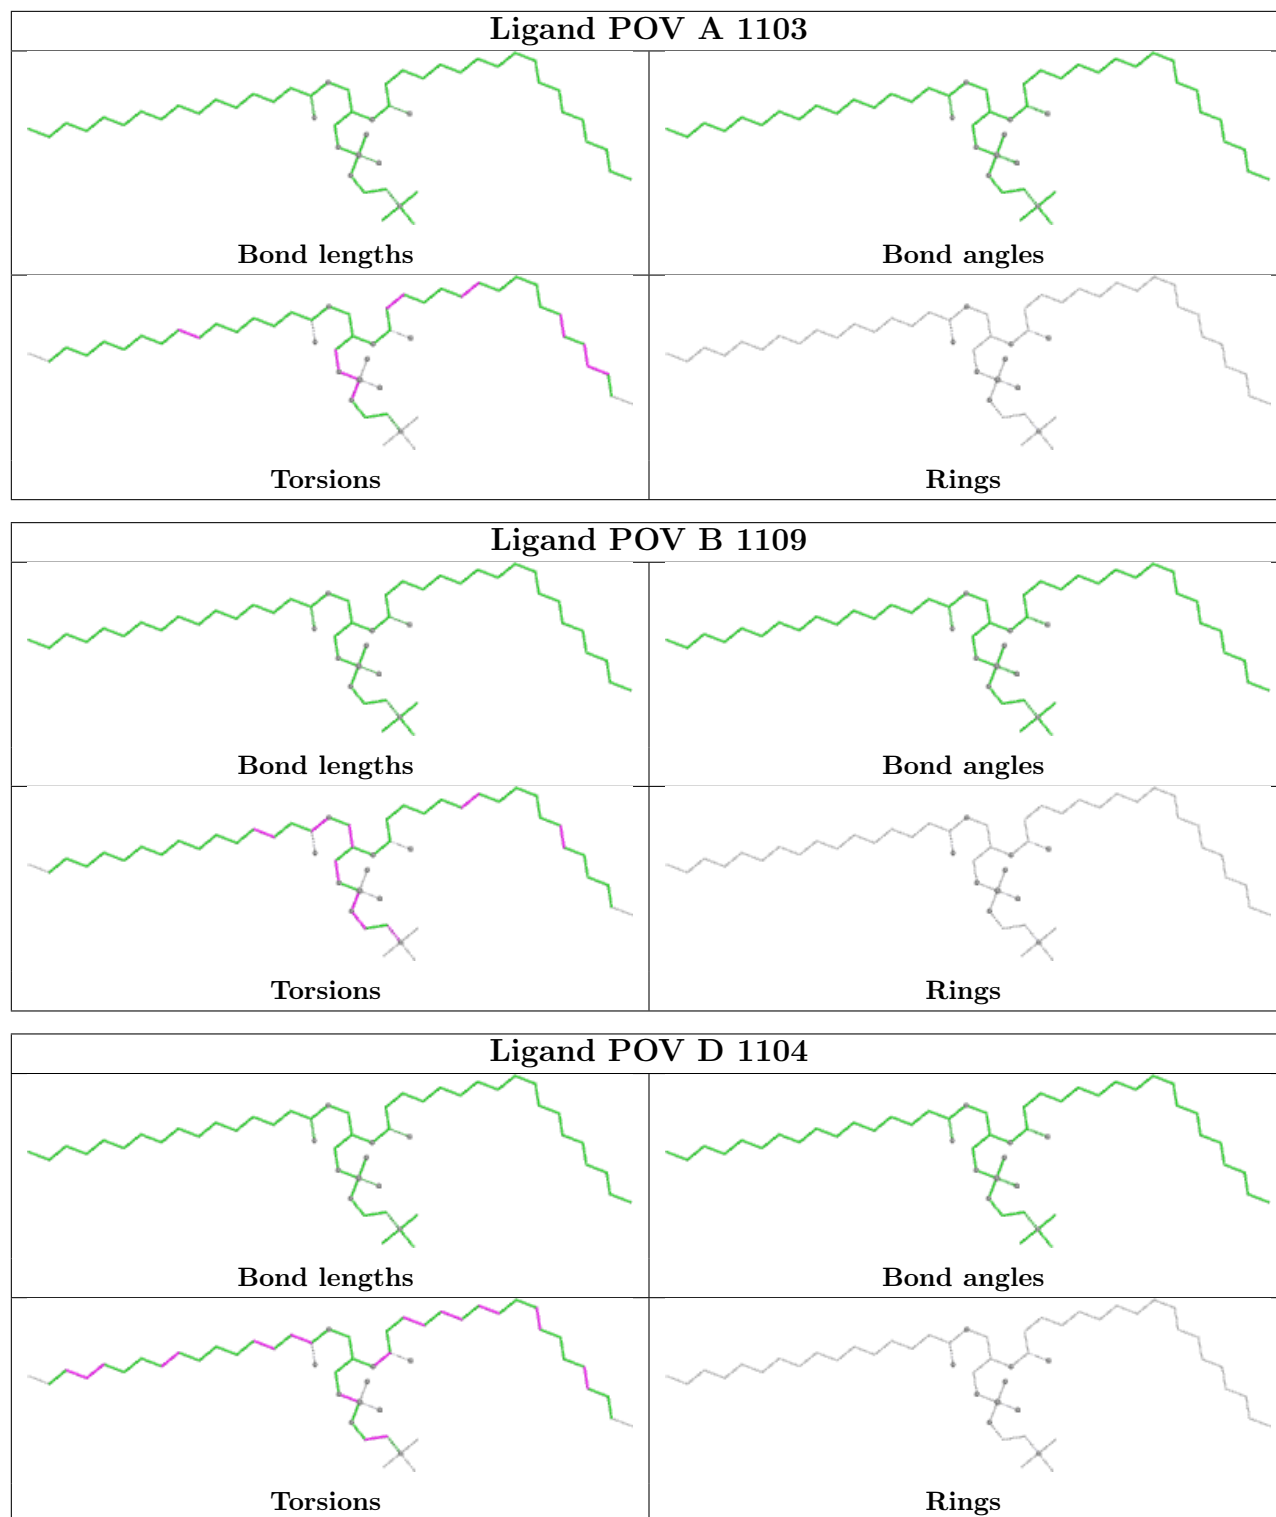 Ligand POV A 1103
Bond lengths
Bond angles
Torsions
Rings
Ligand POV B 1109
Bond lengths
Bond angles
Torsions
Rings
Ligand POV D 1104
Bond lengths
Bond angles
Torsions
Rings